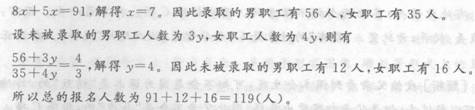 8x+5x=91,解得 x=7。因此录取的男职工有 56 人,女职工有 35 人。
设未被录取的男职工人数为 3y,女职工人数为 4y,则有
$\frac{56+3y}{35+4y}=\frac{4}{3}$,解得 y=4。因此未被录取的男职工有 12 人,女职工有 16 人。
所以总的报名人数为 91+12+16=119(人)。